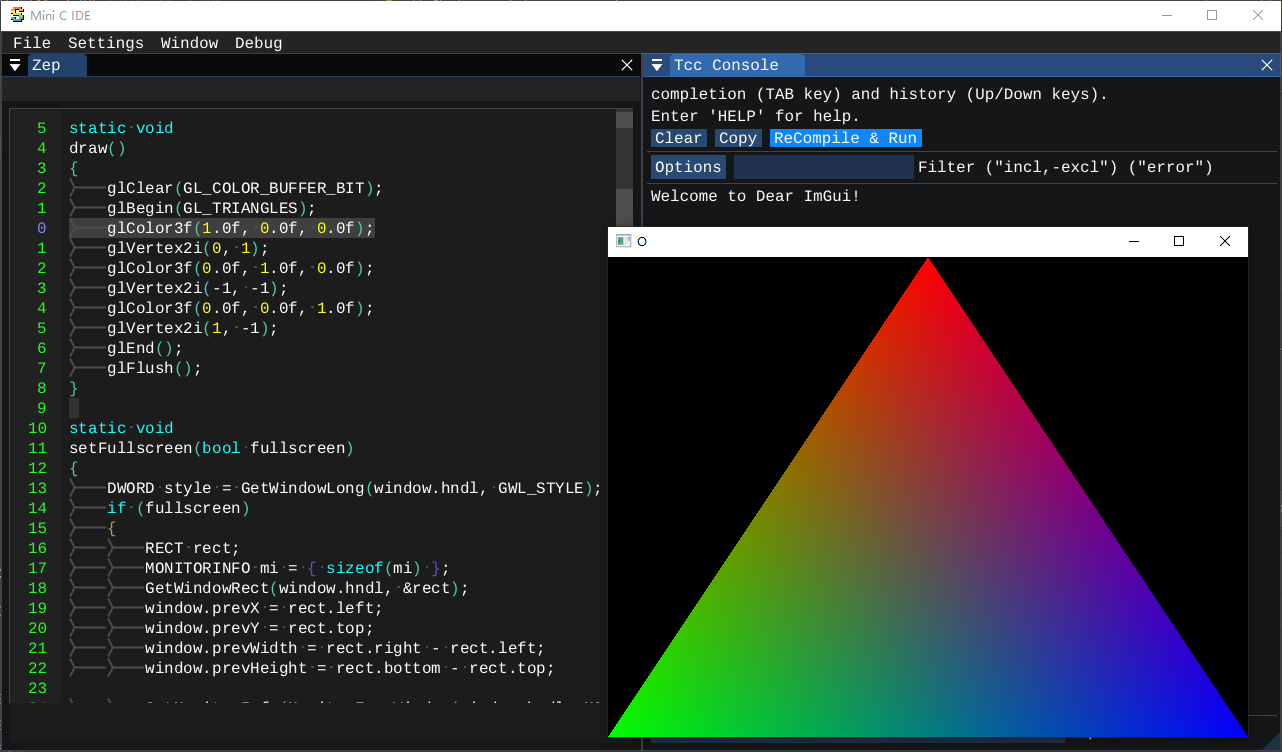 Mini C IDE
File Settings Window Debug
Zep
5 static void
4 draw()
3 {
2 glClear(GL_COLOR_BUFFER_BIT);
1 glBegin(GL_TRIANGLES);
0 glColor3f(1.0f, 0.0f, 0.0f);
1 glVertex2i(0, 1);
2 glColor3f(0.0f, 1.0f, 0.0f);
3 glVertex2i(-1, -1);
4 glColor3f(0.0f, 0.0f, 1.0f);
5 glVertex2i(1, -1);
6 glEnd();
7 glFlush();
8 }
9
10 static void
11 setFullscreen(bool fullscreen)
12 {
13 DWORD style = GetWindowLong(window.hndl, GWL_STYLE);
14 if (fullscreen)
15 {
16 RECT rect;
17 MONITORINFO mi = { sizeof(mi) };
18 GetWindowRect(window.hndl, &rect);
19 window.prevX = rect.left;
20 window.prevY = rect.top;
21 window.prevWidth = rect.right - rect.left;
22 window.prevHeight = rect.bottom - rect.top;
23
Tcc Console
completion (TAB key) and history (Up/Down keys).
Enter 'HELP' for help.
Clear Copy ReCompile & Run
Options Filter ("incl,-excl") ("error")
Welcome to Dear ImGui!
O